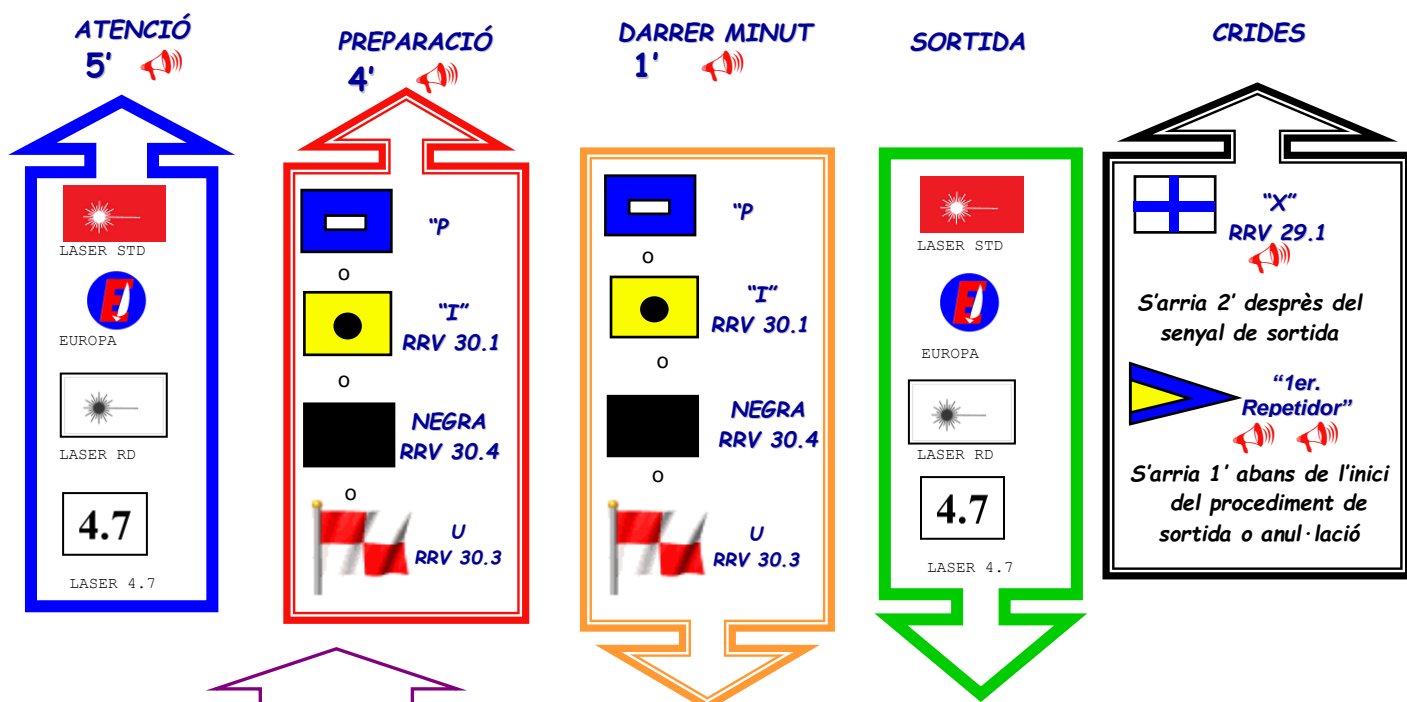 ATENCIÓ
5'
LASER STD
E
EUROPA
LASER RD
4.7
LASER 4.7
PREPARACIÓ
4'
“P
o
“I”
RRV 30.1
o
NEGRA
RRV 30.4
o
U
RRV 30.3
DARRER MINUT
1'
“P
o
“I”
RRV 30.1
o
NEGRA
RRV 30.4
o
U
RRV 30.3
SORTIDA
LASER STD
E
EUROPA
LASER RD
4.7
LASER 4.7
CRIDES
“X”
RRV 29.1
S'arria 2' desprès del
senyal de sortida
“1er.
Repetidor”
S'arria 1' abans de l'inici
del procediment de
sortida o anul·lació